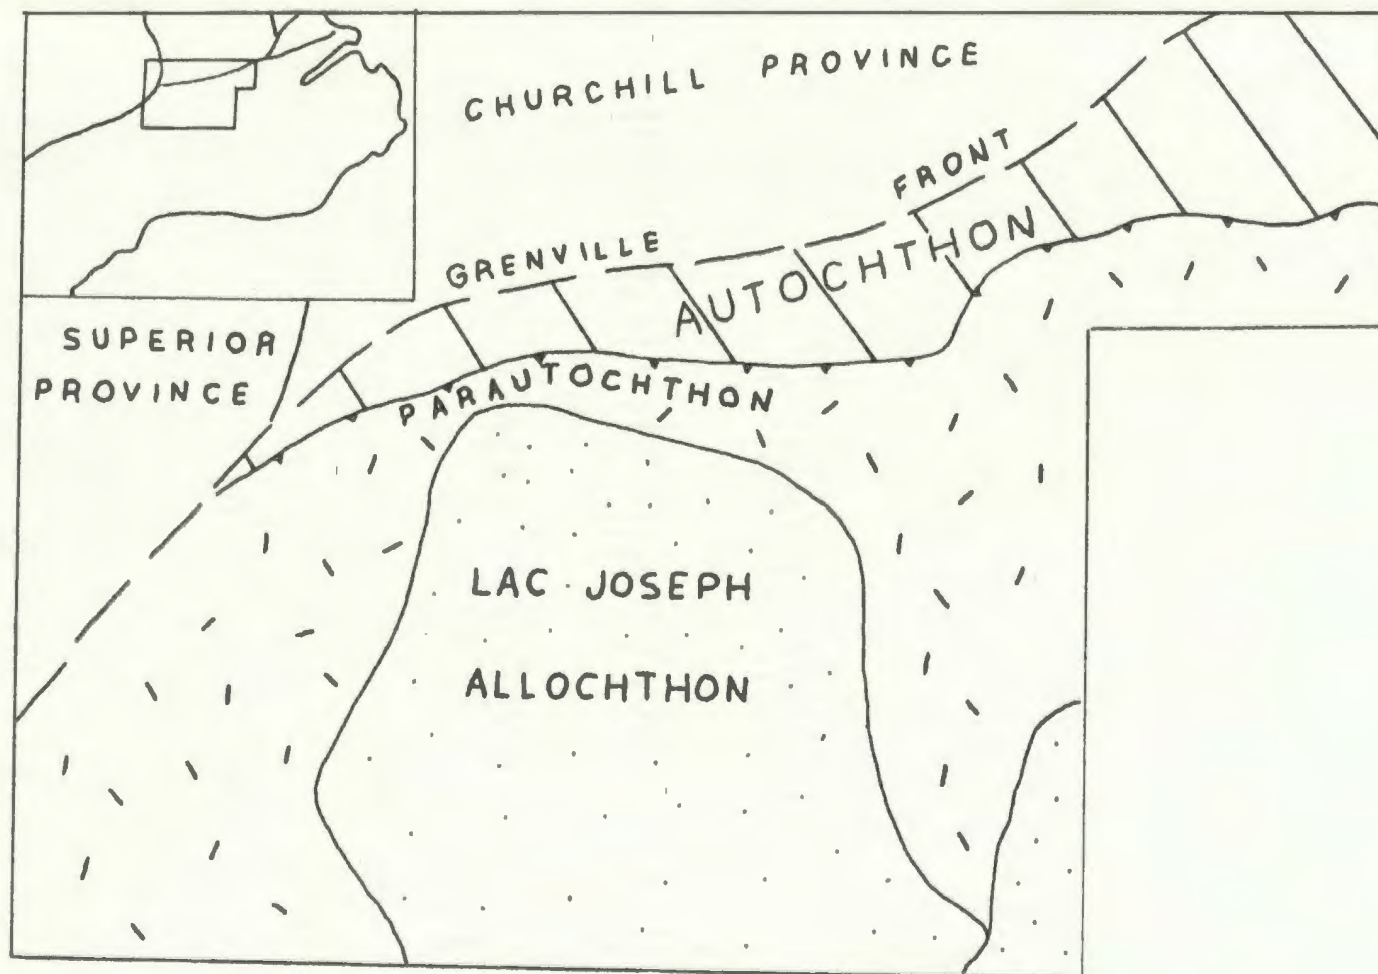 CHURCHILL PROVINCE
GRENVILLE FRONT
AUTOCHTHON
SUPERIOR
PROVINCE
PARAUTOCHTHON
LAC JOSEPH
ALLOCHTHON